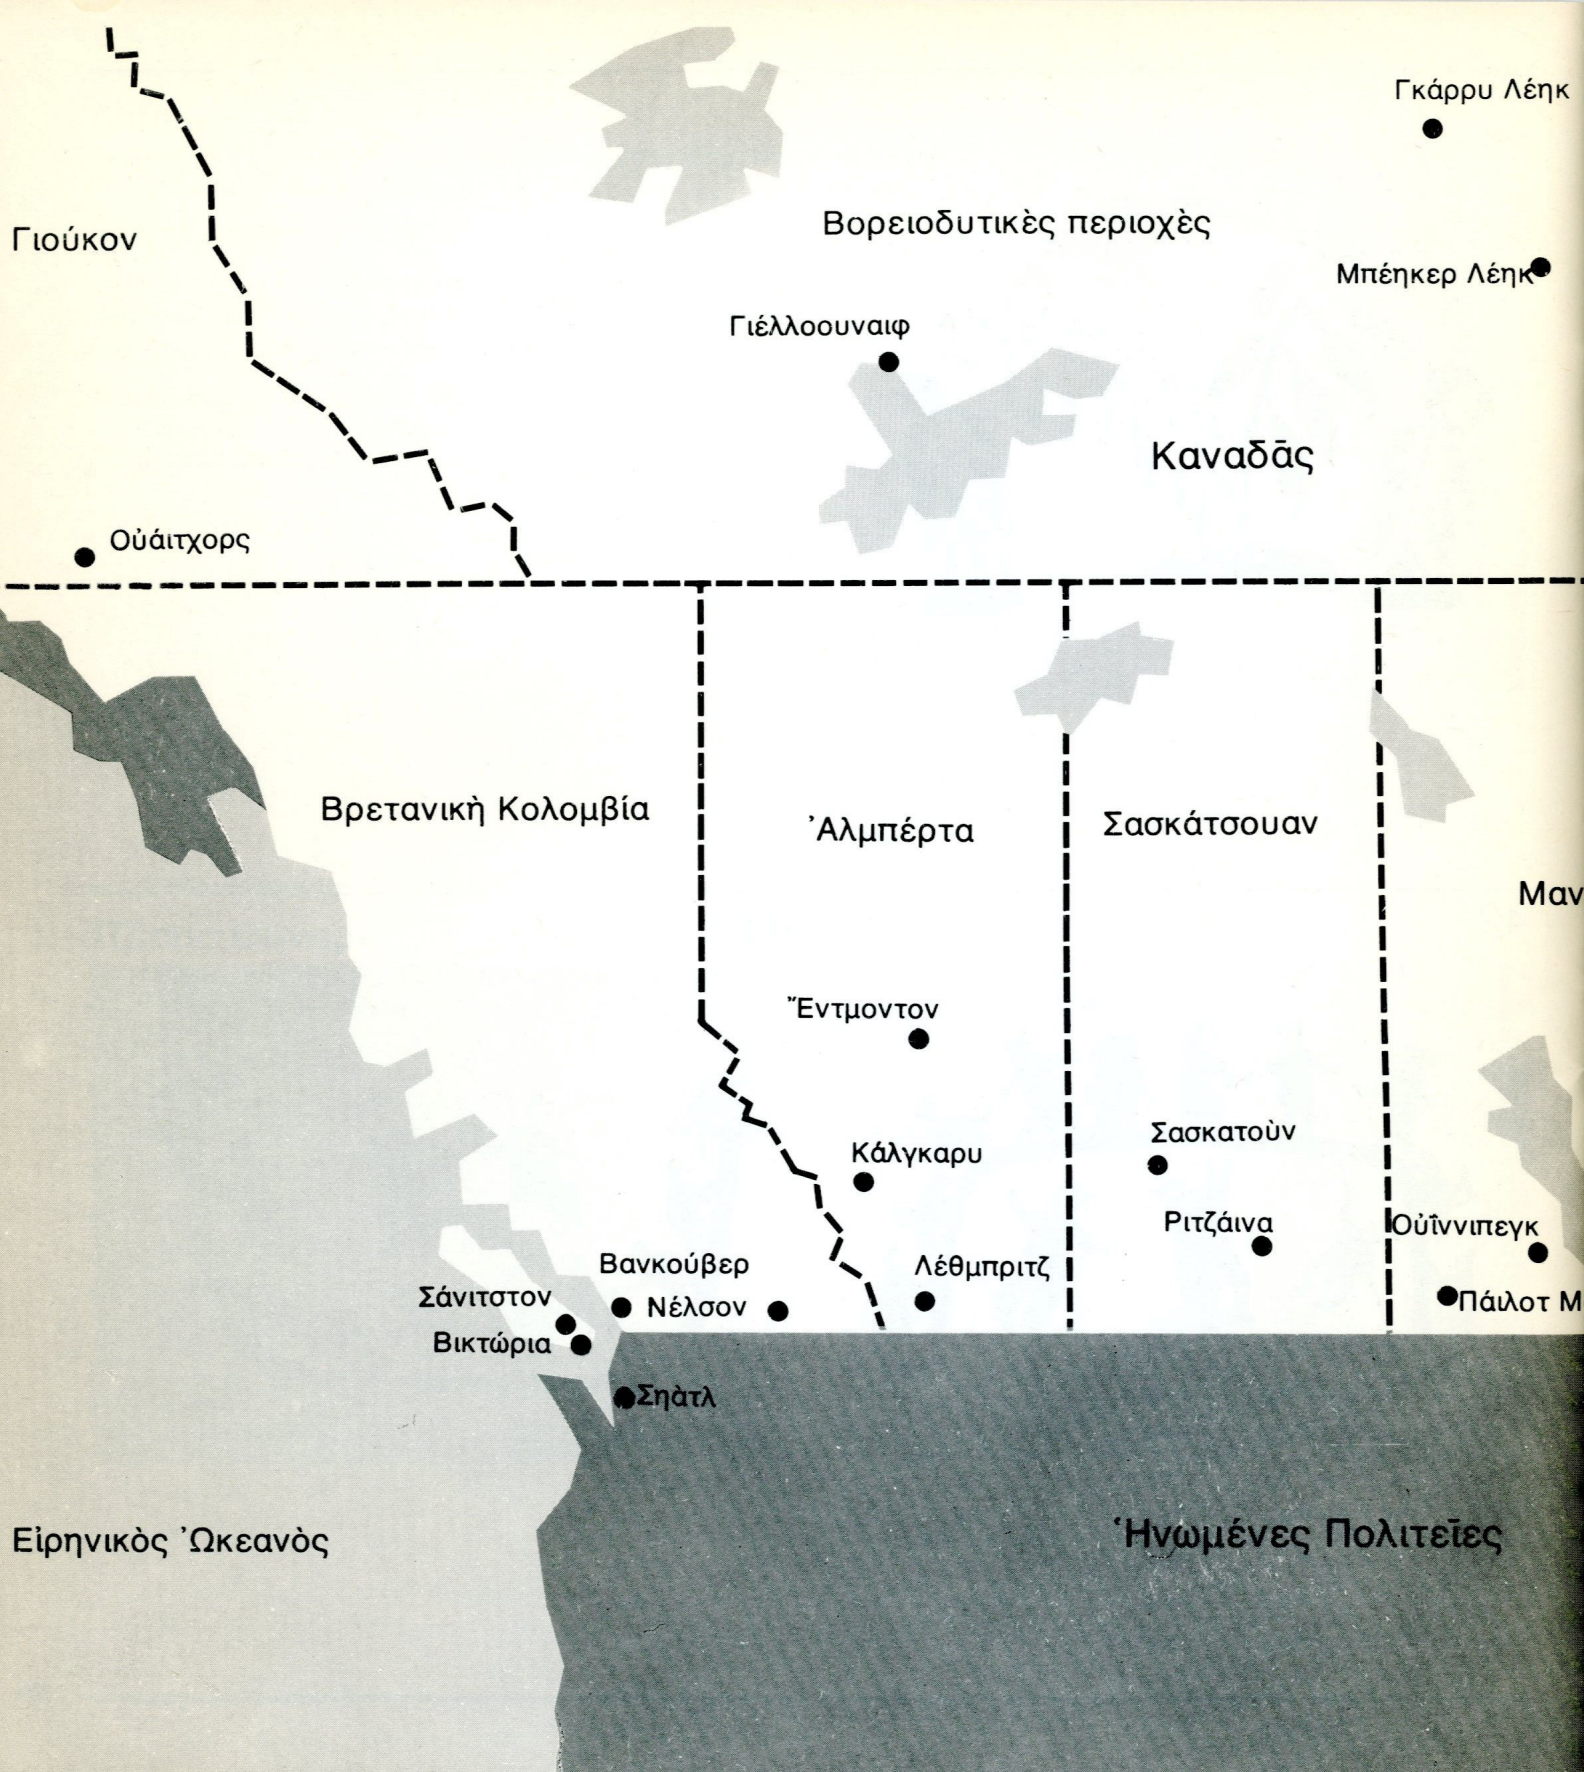 Γκάρρυ Λέηκ
Γιούκον
Βορειοδυτικὲς περιοχὲς
Μπέηκερ Λέηκ
Γιέλλοουναιφ
Καναδᾶς
Οὐάιτχορς
Βρετανικὴ Κολομβία
Ἀλμπέρτα
Σασκάτσουαν
Μαν
Ἔντμοντον
Σασκατοὺν
Κάλγκαρυ
Ριτζάινα
Οὐΐννιπεγκ
Βανκούβερ
Λέθμπριτζ
Σάνιτστον
Νέλσον
Πάιλοτ Μ
Βικτώρια
Σηὰτλ
Εἰρηνικὸς Ὠκεανὸς
Ἡνωμένες Πολιτεῖες